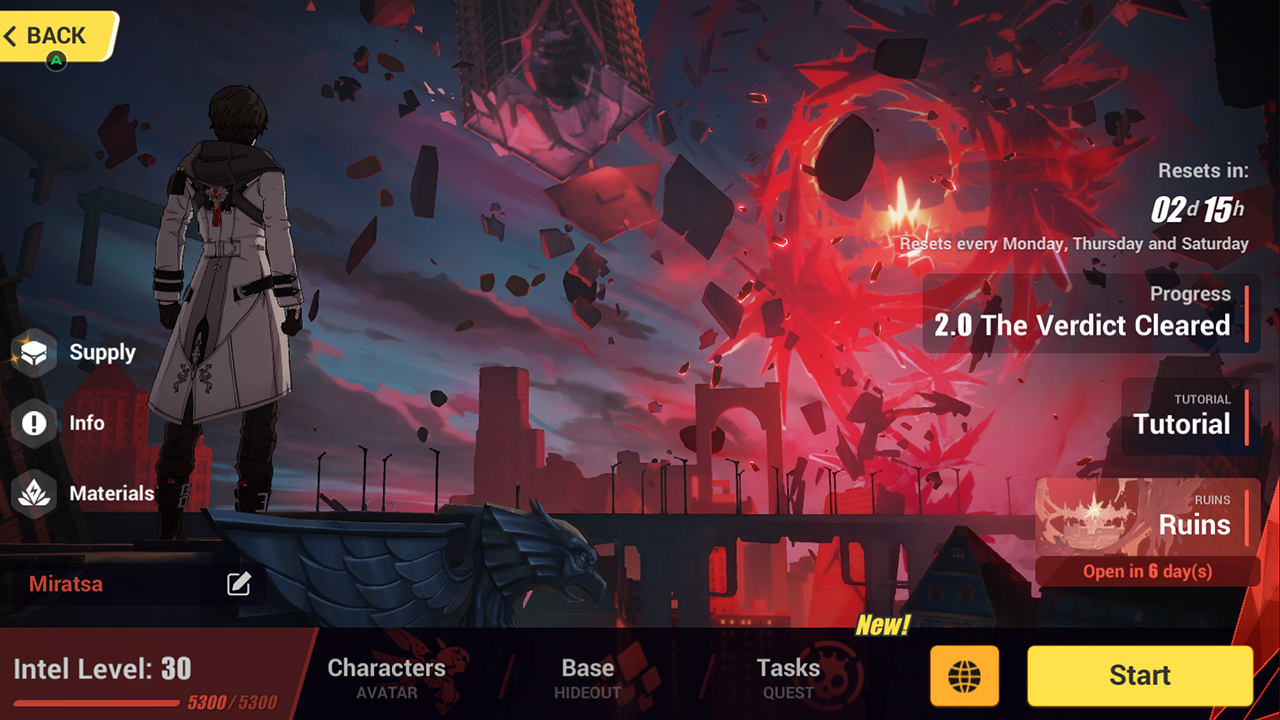 BACK
A
Resets in:
02d 15h
Resets every Monday, Thursday and Saturday
Progress
2.0 The Verdict Cleared
TUTORIAL
Tutorial
RUINS
Ruins
Open in 6 day(s)
Supply
Info
Materials
Miratsa
Intel Level: 30
5300/5300
Characters
AVATAR
Base
HIDEOUT
Tasks
QUEST
New!
Start